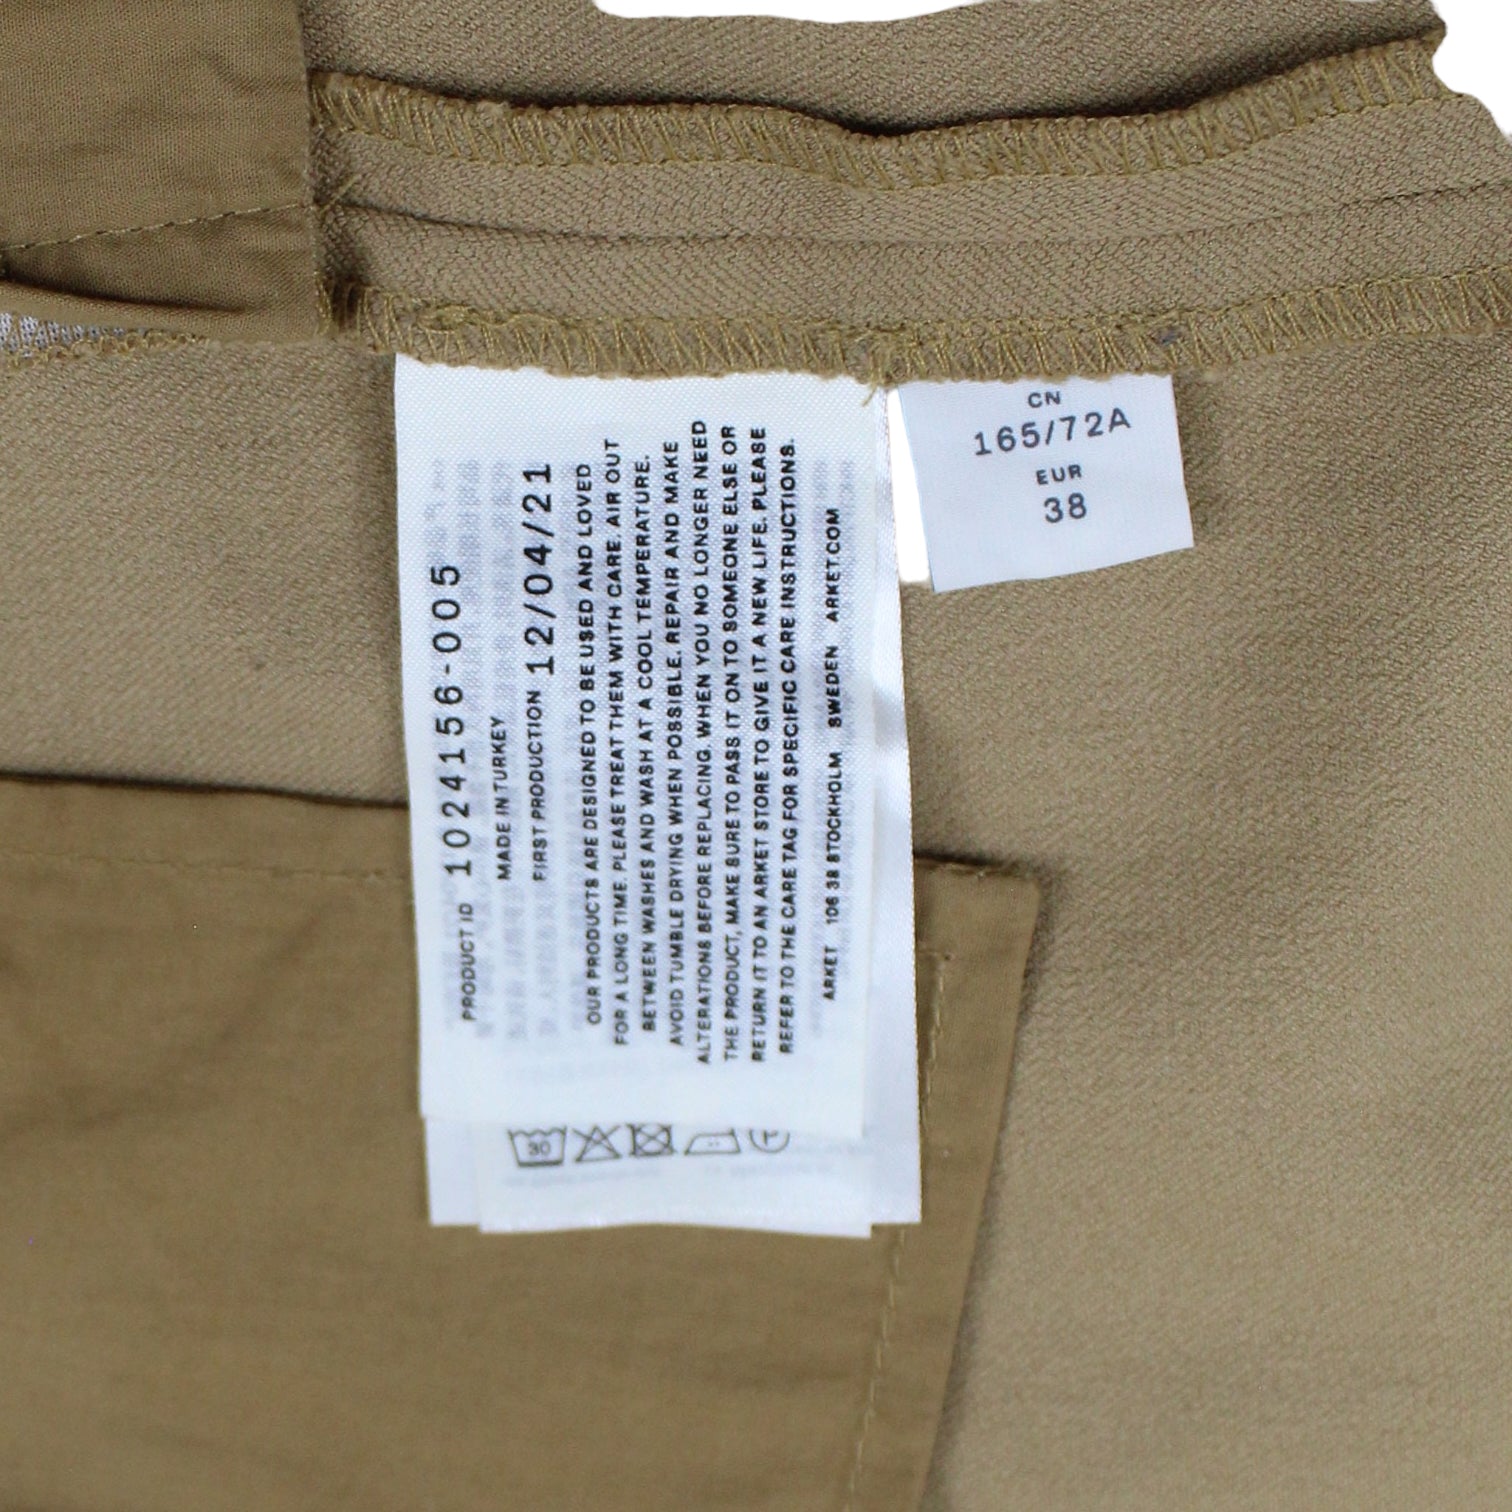 PRODUCT ID 1024156-005
MADE IN TURKEY
FIRST PRODUCTION 12/04/21
OUR PRODUCTS ARE DESIGNED TO BE USED AND LOVED
FOR A LONG TIME. PLEASE TREAT THEM WITH CARE. AIR OUT
BETWEEN WASHES AND WASH AT A COOL TEMPERATURE.
AVOID TUMBLE DRYING WHEN POSSIBLE. REPAIR AND MAKE
ALTERATIONS BEFORE REPLACING. WHEN YOU NO LONGER NEED
THE PRODUCT, MAKE SURE TO PASS IT ON TO SOMEONE ELSE OR
RETURN IT TO AN ARKET STORE TO GIVE IT A NEW LIFE. PLEASE
REFER TO THE CARE TAG FOR SPECIFIC CARE INSTRUCTIONS.
ARKET 106 38 STOCKHOLM SWEDEN ARKET.COM
CN
165/72A
EUR
38
30
P